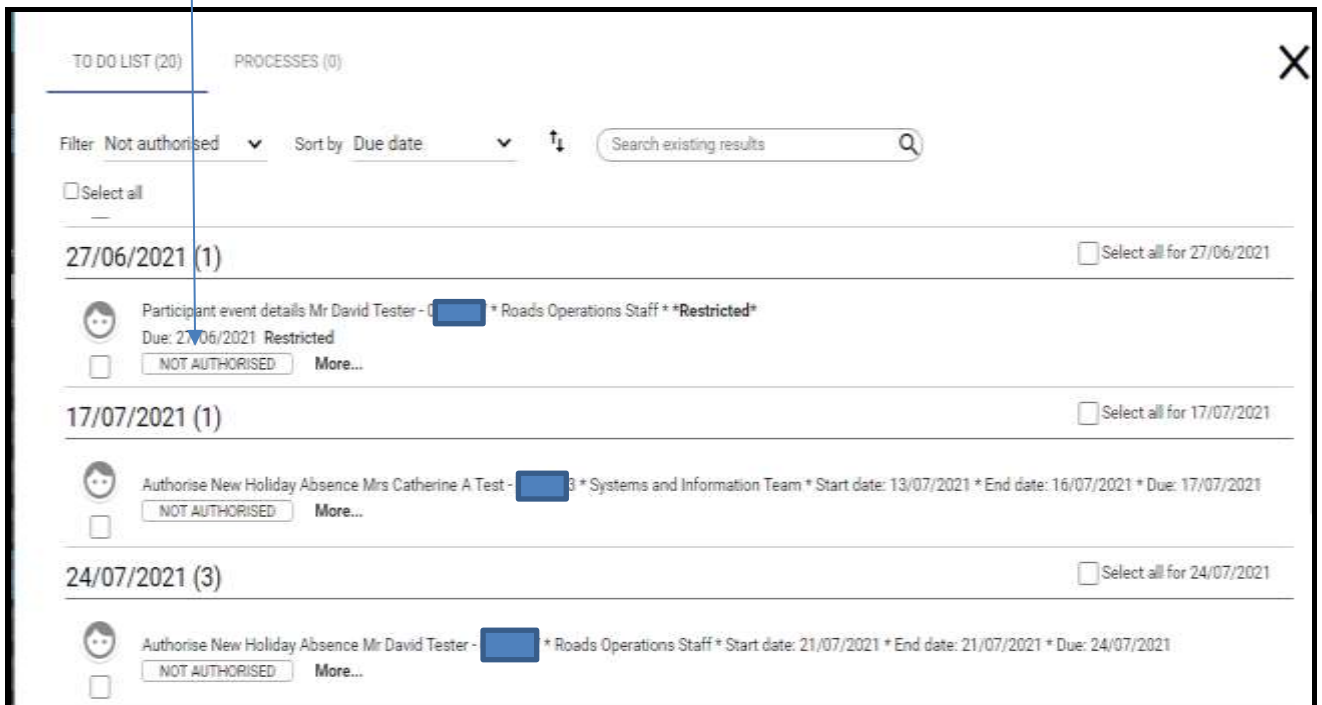 TO DO LIST (20) PROCESSES (0)
Filter Not authorised Sort by Due date Search existing results
Select all
27/06/2021 (1) Select all for 27/06/2021
Participant event details Mr David Tester - * Roads Operations Staff * *Restricted*
Due: 27/06/2021 Restricted
NOT AUTHORISED More...
17/07/2021 (1) Select all for 17/07/2021
Authorise New Holiday Absence Mrs Catherine A Test - 3 * Systems and Information Team * Start date: 13/07/2021 * End date: 16/07/2021 * Due: 17/07/2021
NOT AUTHORISED More...
24/07/2021 (3) Select all for 24/07/2021
Authorise New Holiday Absence Mr David Tester - * Roads Operations Staff * Start date: 21/07/2021 * End date: 21/07/2021 * Due: 24/07/2021
NOT AUTHORISED More...